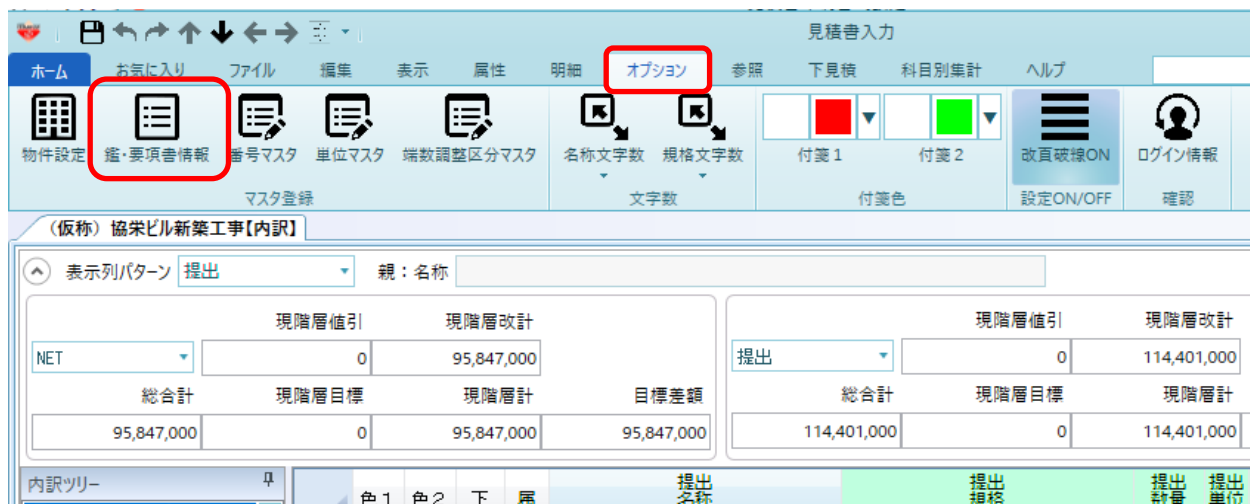 見積書入力
ホーム お気に入り ファイル 編集 表示 属性 明細 オプション 参照 下見積 科目別集計 ヘルプ
物件設定 鑑・要項書情報 番号マスタ 単位マスタ 端数調整区分マスタ 名称文字数 規格文字数 付箋1 付箋2 改頁破線ON ログイン情報
マスタ登録 文字数 付箋色 設定ON/OFF 確認
(仮称)協栄ビル新築工事【内訳】
表示列パターン 提出 親:名称
現階層値引 現階層改計 現階層値引 現階層改計
NET 0 95,847,000 提出 0 114,401,000
総合計 現階層目標 現階層計 目標差額 総合計 現階層目標 現階層計
95,847,000 0 95,847,000 95,847,000 114,401,000 0 114,401,000
内訳ツリー 色1 色2 下 属 提出 提出 提出 提出
名称 規格 数量 単位